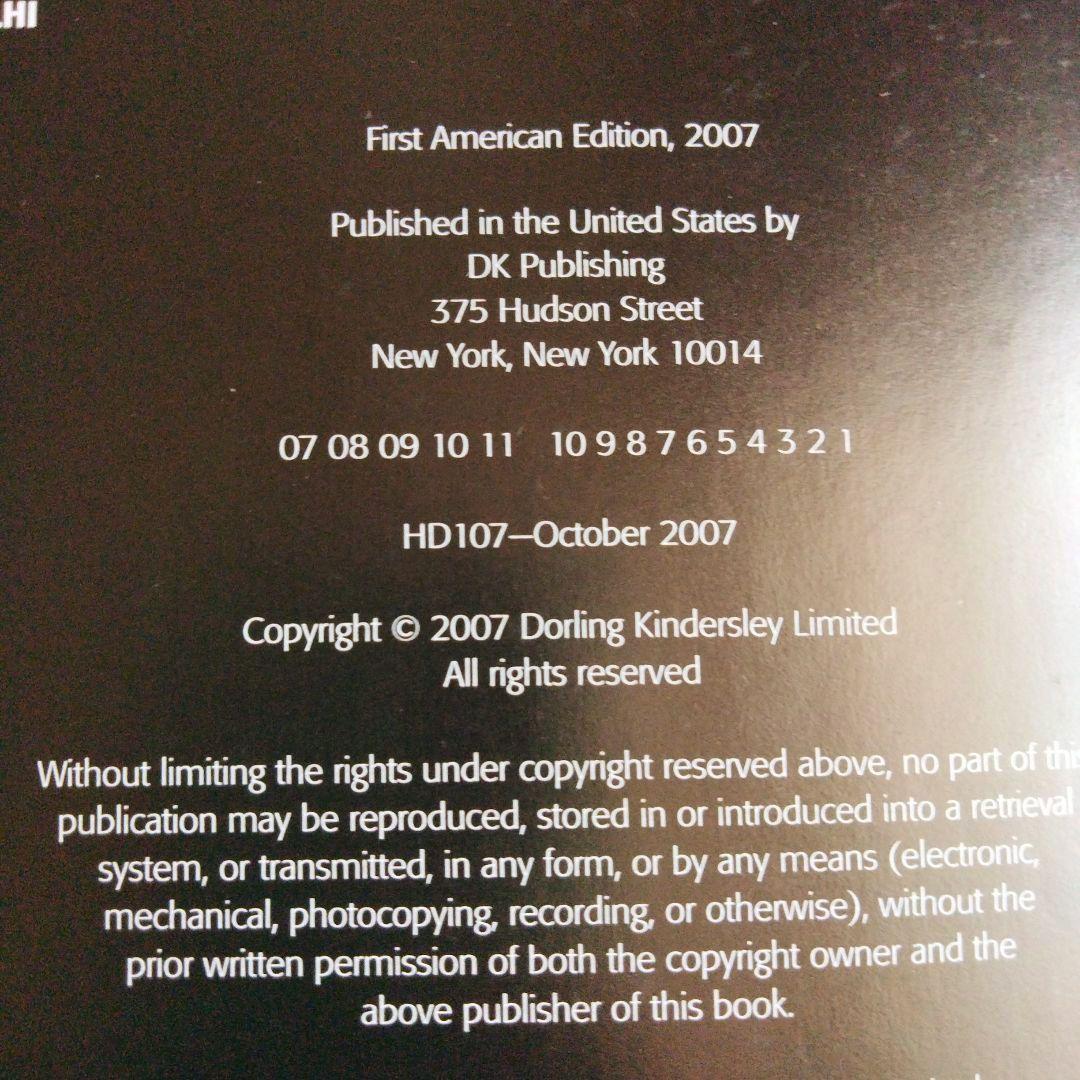 First American Edition, 2007
Published in the United States by
DK Publishing
375 Hudson Street
New York, New York 10014
07 08 09 10 11 10 9 8 7 6 5 4 3 2 1
HD107—October 2007
Copyright © 2007 Dorling Kindersley Limited
All rights reserved
Without limiting the rights under copyright reserved above, no part of this
publication may be reproduced, stored in or introduced into a retrieval
system, or transmitted, in any form, or by any means (electronic,
mechanical, photocopying, recording, or otherwise), without the
prior written permission of both the copyright owner and the
above publisher of this book.